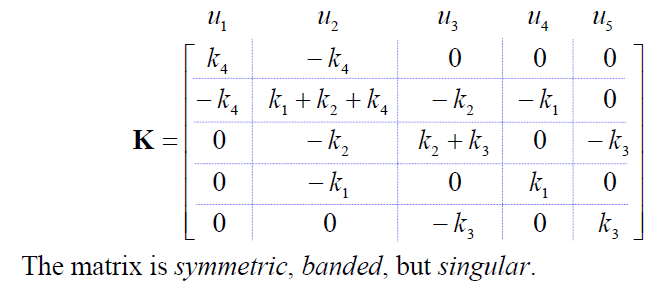 u₁ u₂ u₃ u₄ u₅
k₄ −k₄ 0 0 0
−k₄ k₁ + k₂ + k₄ −k₂ −k₁ 0
K = 0 −k₂ k₂ + k₃ 0 −k₃
0 −k₁ 0 k₁ 0
0 0 −k₃ 0 k₃
The matrix is symmetric, banded, but singular.